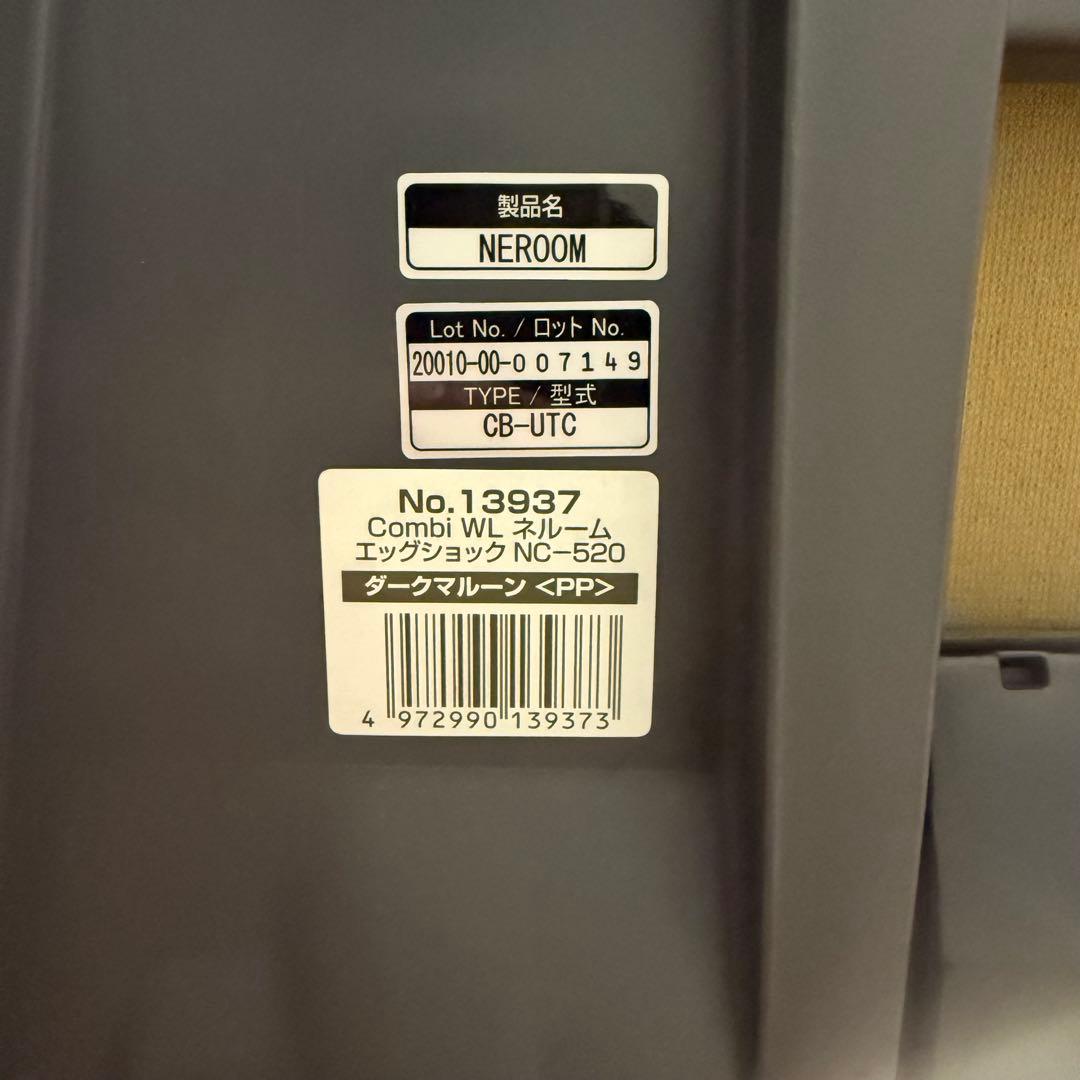 製品名
NEROOM
Lot No. / ロット No.
20010-00-007149
TYPE / 型式
CB-UTC
No.13937
Combi WL ネルーム
エッグショック NC-520
ダークマルーン <PP>
4 972990 139373